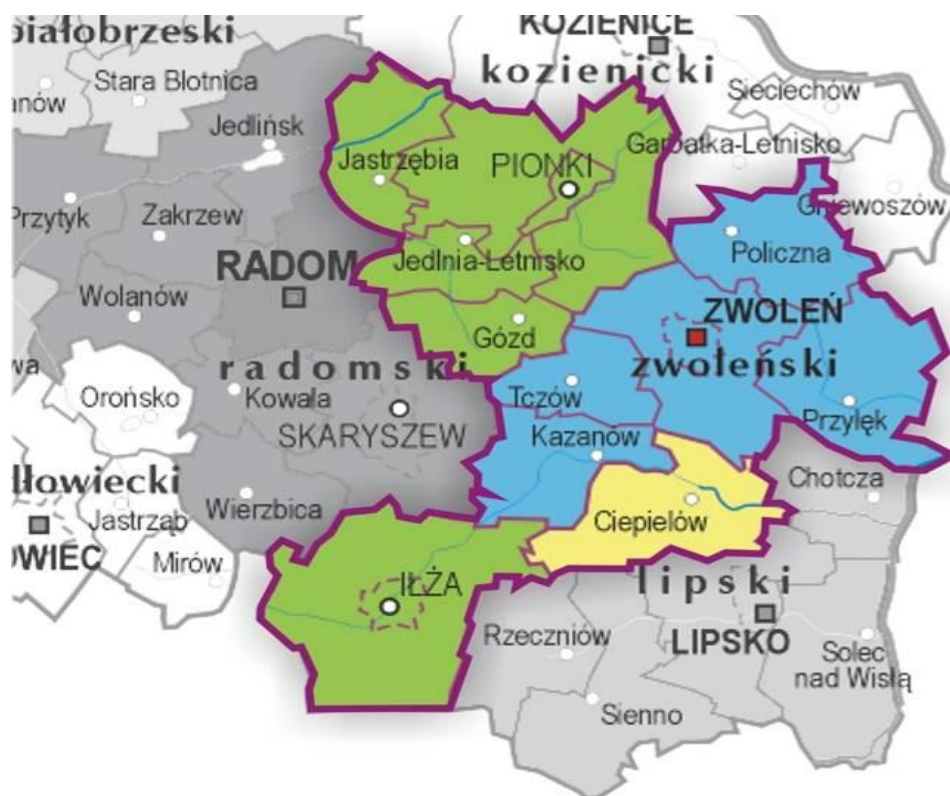 białobrzeski
KOZIENICE
kozienicki
Stara Błotnica
Sieciechów
Jedlińsk
Garbatka-Letnisko
Jastrzębia
PIONKI
Gniewoszów
Przytyk
Zakrzew
Policzna
RADOM
Jedlnia-Letnisko
Wolanów
ZWOLEŃ
Gózd
zwoleński
radomski
Orońsko
Kowala
Tczów
Przyłęk
SKARYSZEW
Kazanów
Chotcza
Wierzbica
Jastrząb
Ciepielów
Mirów
IŁŻA
lipski
Rzeczniów
LIPSKO
Solec
nad Wisłą
Sienno